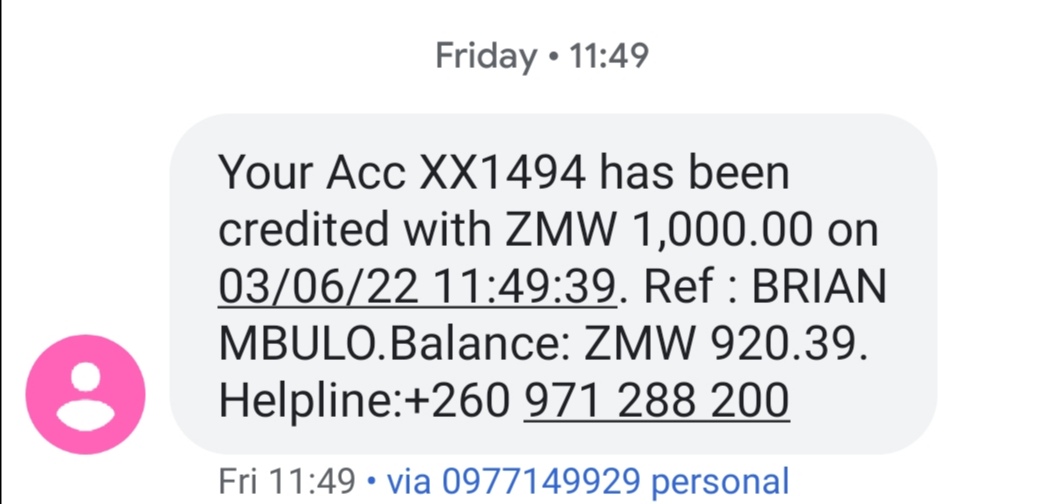 Friday • 11:49
Your Acc XX1494 has been
credited with ZMW 1,000.00 on
03/06/22 11:49:39. Ref : BRIAN
MBULO.Balance: ZMW 920.39.
Helpline:+260 971 288 200
Fri 11:49 • via 0977149929 personal